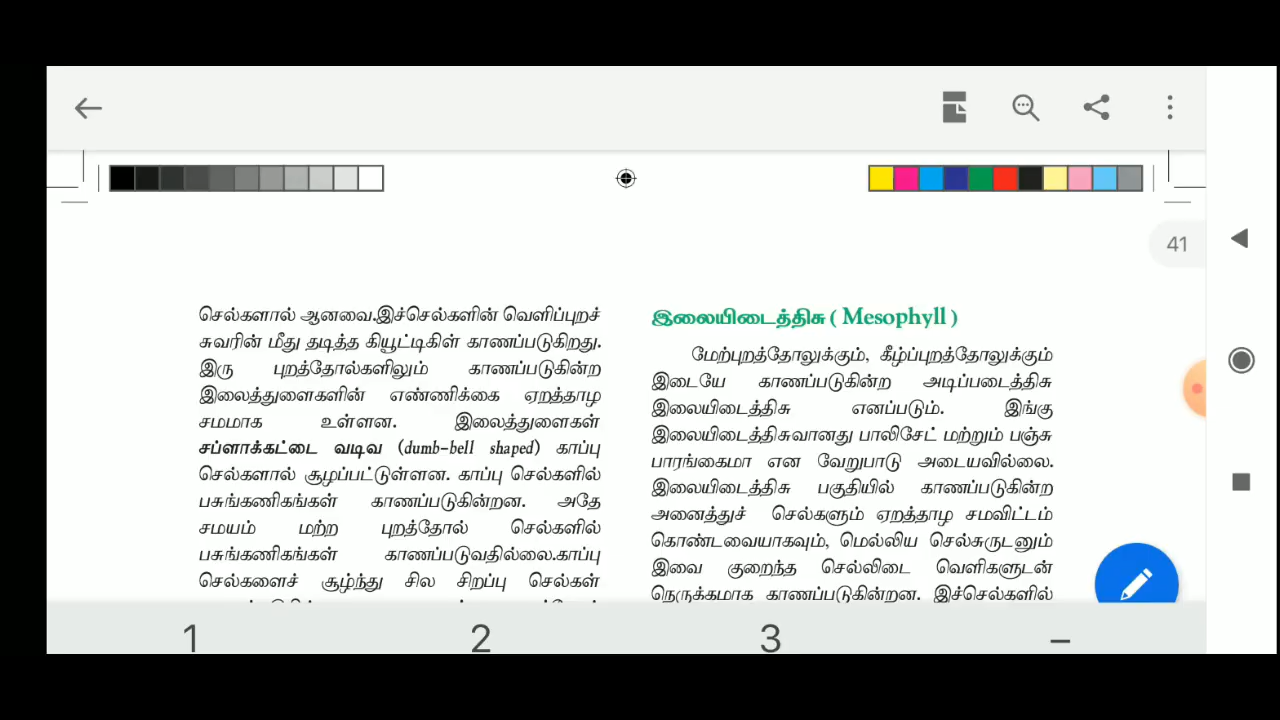 41
செல்களால் ஆனவை.இச்செல்களின் வெளிப்புறச்
சுவரின் மீது தடித்த கியூட்டிகிள் காணப்படுகிறது.
இரு புறத்தோல்களிலும் காணப்படுகின்ற
இலைத்துளைகளின் எண்ணிக்கை ஏறத்தாழ
சமமாக உள்ளன. இலைத்துளைகள்
சப்ளாக்கட்டை வடிவ (dumb-bell shaped) காப்பு
செல்களால் சூழப்பட்டுள்ளன. காப்பு செல்களில்
பசுங்கணிகங்கள் காணப்படுகின்றன. அதே
சமயம் மற்ற புறத்தோல் செல்களில்
பசுங்கணிகங்கள் காணப்படுவதில்லை.காப்பு
செல்களைச் சூழ்ந்து சில சிறப்பு செல்கள்
இலையிடைத்திசு ( Mesophyll )
மேற்புறத்தோலுக்கும், கீழ்ப்புறத்தோலுக்கும்
இடையே காணப்படுகின்ற அடிப்படைத்திசு
இலையிடைத்திசு எனப்படும். இங்கு
இலையிடைத்திசுவானது பாலிசேட் மற்றும் பஞ்சு
பாரங்கைமா என வேறுபாடு அடையவில்லை.
இலையிடைத்திசு பகுதியில் காணப்படுகின்ற
அனைத்துச் செல்களும் ஏறத்தாழ சமவிட்டம்
கொண்டவையாகவும், மெல்லிய செல்சுருடனும்
இவை குறைந்த செல்லிடை வெளிகளுடன்
நெருக்கமாக காணப்படுகின்றன. இச்செல்களில்
1 2 3 –